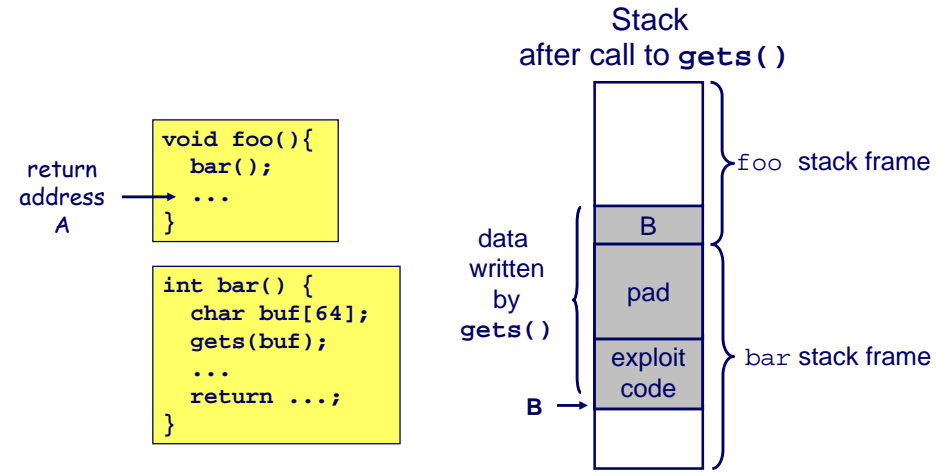 Stack
after call to gets()
void foo(){
  bar();
  ...
}
return
address
A
int bar() {
  char buf[64];
  gets(buf);
  ...
  return ...;
}
foo stack frame
B
data
written
by
gets()
pad
exploit
code
bar stack frame
B